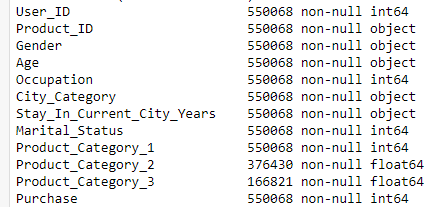 User_ID 550068 non-null int64
Product_ID 550068 non-null object
Gender 550068 non-null object
Age 550068 non-null object
Occupation 550068 non-null int64
City_Category 550068 non-null object
Stay_In_Current_City_Years 550068 non-null object
Marital_Status 550068 non-null int64
Product_Category_1 550068 non-null int64
Product_Category_2 376430 non-null float64
Product_Category_3 166821 non-null float64
Purchase 550068 non-null int64